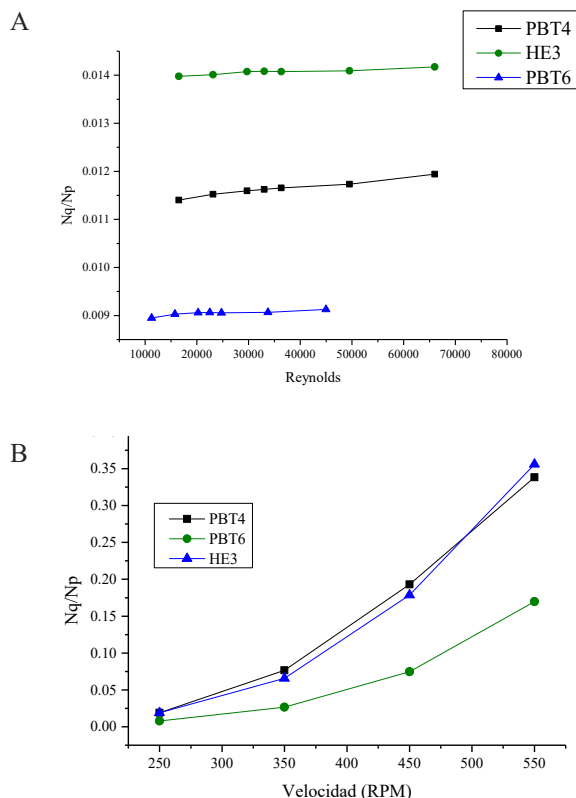 A
PBT4
HE3
PBT6
0.014
0.013
0.012
0.011
0.010
0.009
Nq/Np
10000 20000 30000 40000 50000 60000 70000 80000
Reynolds
B
PBT4
PBT6
HE3
0.35
0.30
0.25
0.20
0.15
0.10
0.05
0.00
Nq/Np
250 300 350 400 450 500 550
Velocidad (RPM)